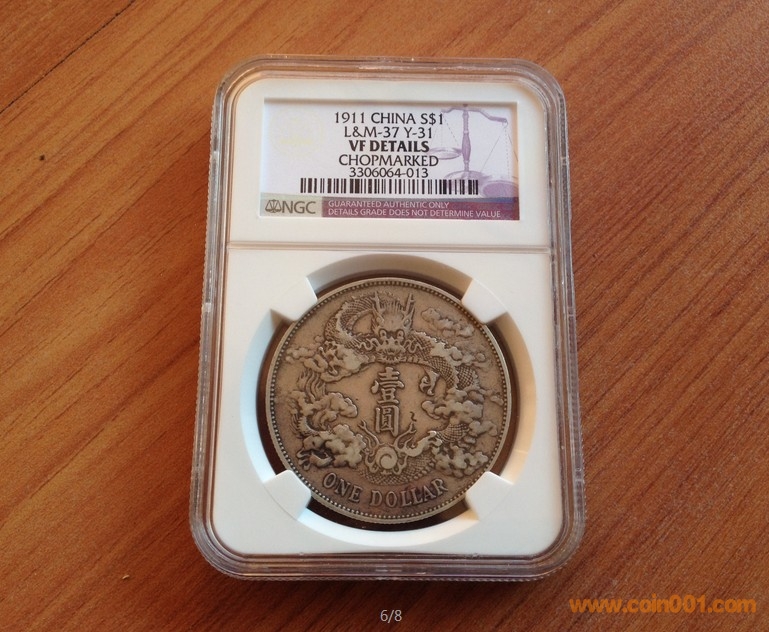 1911 CHINA S$1
L&M-37 Y-31
VF DETAILS
CHOPMARKED
3306064-013
NGC
GUARANTEED AUTHENTIC ONLY
DETAILS GRADE DOES NOT DETERMINE VALUE
壹
圓
ONE DOLLAR
6/8
www.coin001.com